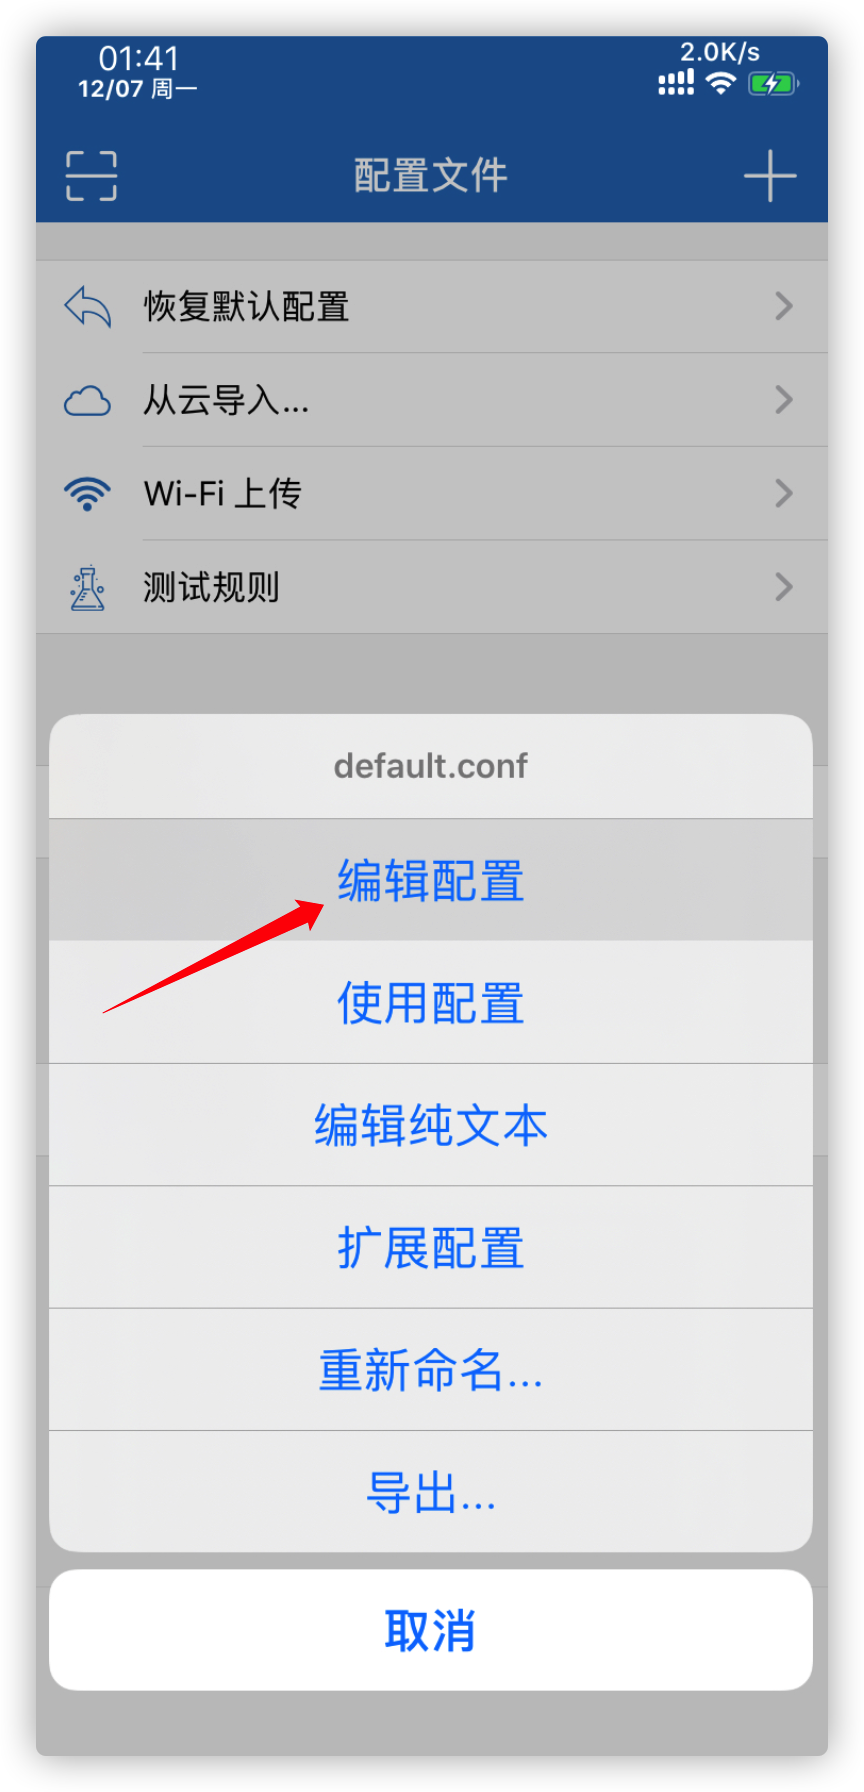 01:41
12/07 周一
2.0K/s
配置文件
恢复默认配置
从云导入...
Wi-Fi 上传
测试规则
default.conf
编辑配置
使用配置
编辑纯文本
扩展配置
重新命名...
导出...
取消